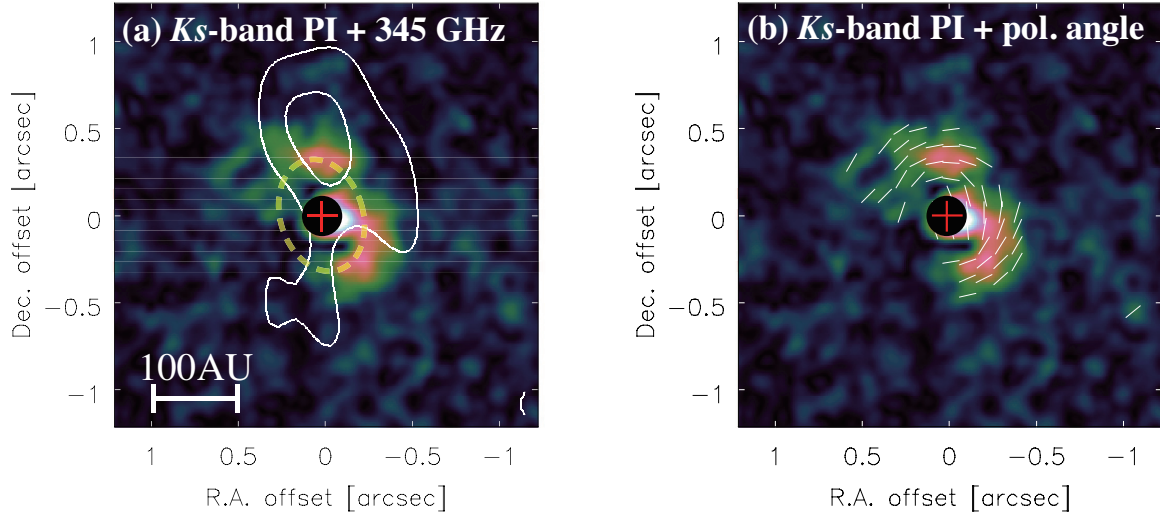 (a) Ks-band PI + 345 GHz
1
0.5
0
−0.5
−1
Dec. offset [arcsec]
100AU
1
0.5
0
−0.5
−1
R.A. offset [arcsec]
(b) Ks-band PI + pol. angle
1
0.5
0
−0.5
−1
Dec. offset [arcsec]
1
0.5
0
−0.5
−1
R.A. offset [arcsec]